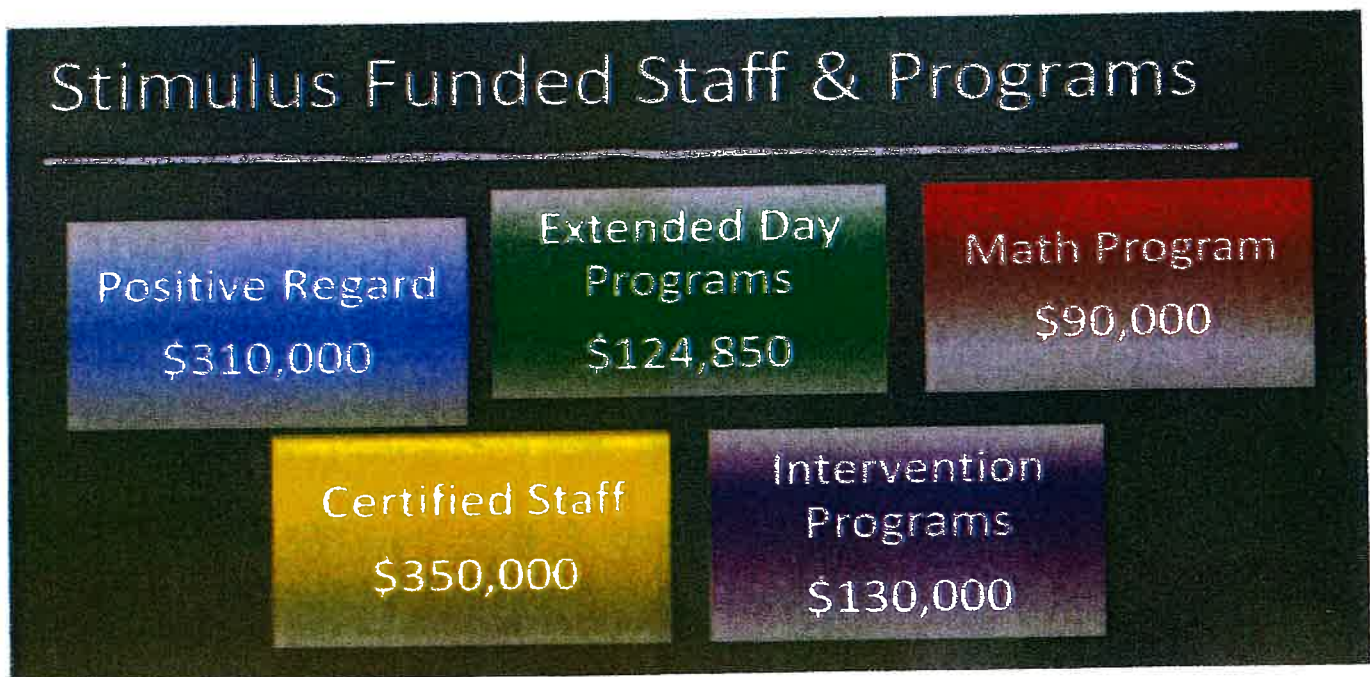 Stimulus Funded Staff & Programs
Positive Regard
$310,000
Extended Day
Programs
$124,850
Math Program
$90,000
Certified Staff
$350,000
Intervention
Programs
$130,000